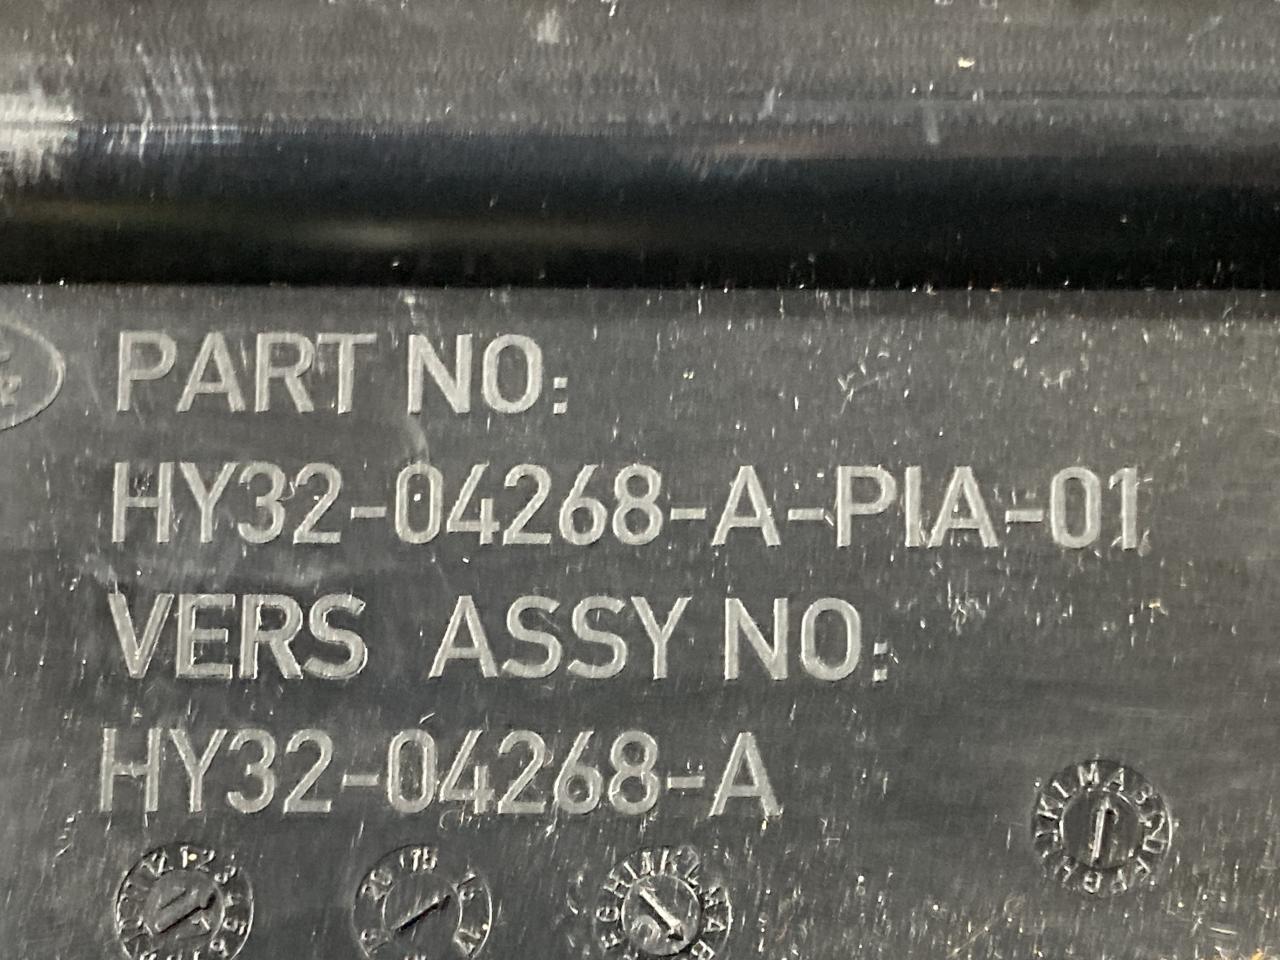 PART NO:
HY32-04268-A-PIA-01
VERS ASSY NO:
HY32-04268-A